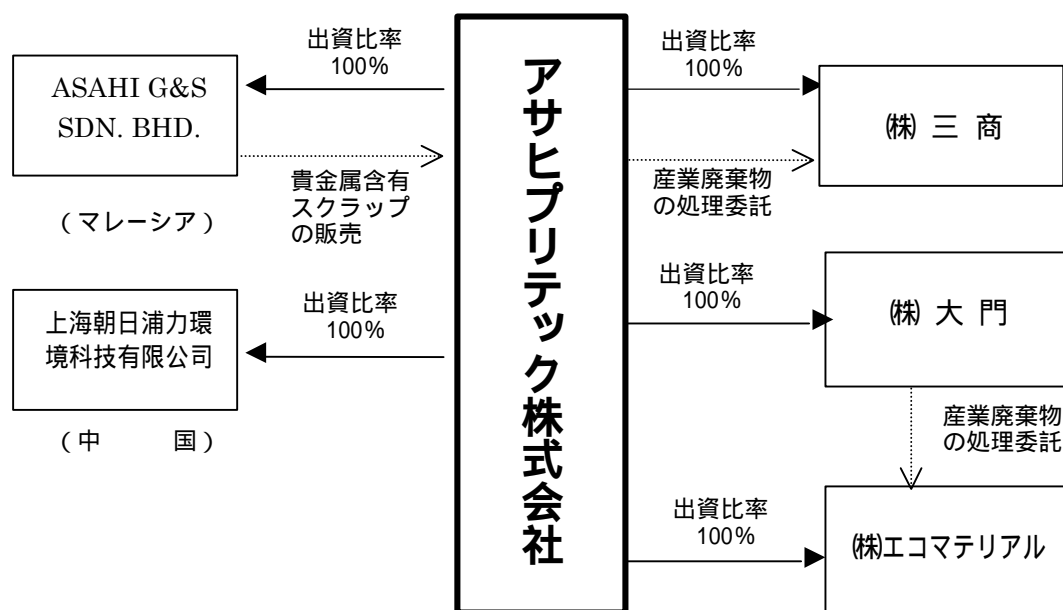 出資比率
100%
ASAHI G&S
SDN. BHD.
貴金属含有
スクラップ
の販売
（マレーシア）
出資比率
100%
上海朝日浦力環
境科技有限公司
（中　　国）
アサヒプリテック株式会社
出資比率
100%
㈱ 三 商
産業廃棄物
の処理委託
出資比率
100%
㈱ 大 門
産業廃棄物
の処理委託
出資比率
100%
㈱エコマテリアル